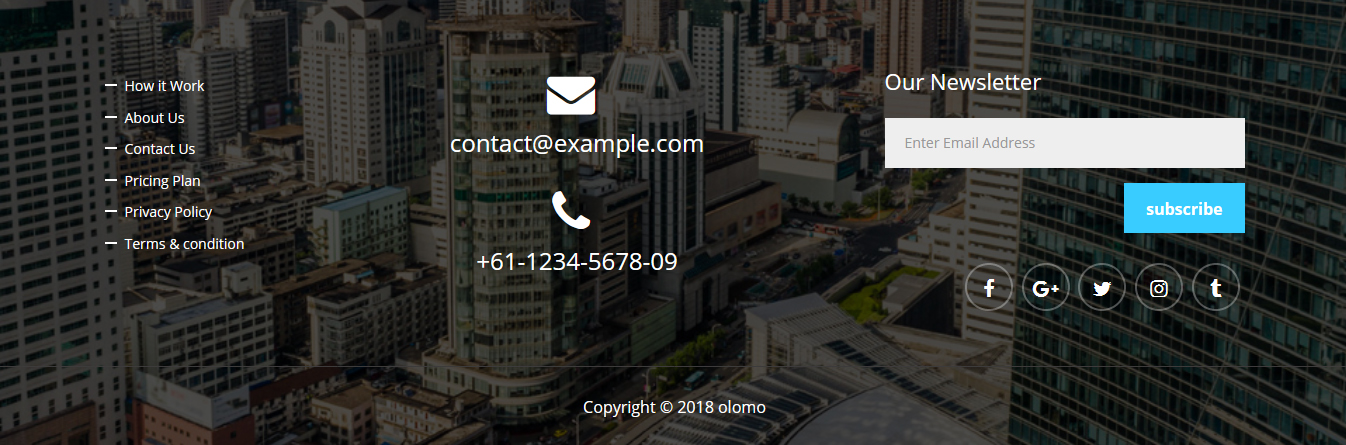 How it Work
About Us
Contact Us
Pricing Plan
Privacy Policy
Terms & condition
contact@example.com
+61-1234-5678-09
Our Newsletter
Enter Email Address
subscribe
f
G+
t
Copyright © 2018 olomo